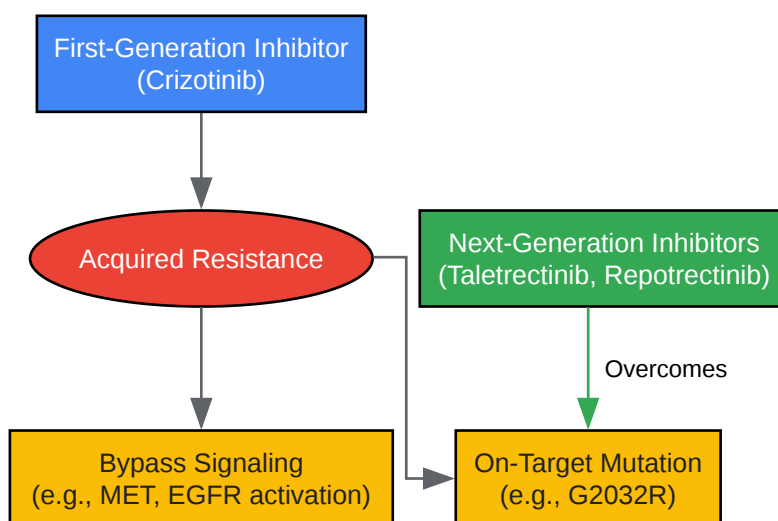 First-Generation Inhibitor
(Crizotinib)
Acquired Resistance
Next-Generation Inhibitors
(Taletrectinib, Repotrectinib)
Overcomes
Bypass Signaling
(e.g., MET, EGFR activation)
On-Target Mutation
(e.g., G2032R)